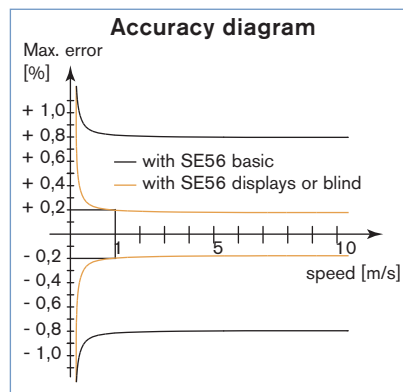 Accuracy diagram
Max. error
[%]
+ 1,0
+ 0,8
+ 0,6
with SE56 basic
+ 0,4
with SE56 displays or blind
+ 0,2
1 5 10
- 0,2
speed [m/s]
- 0,4
- 0,6
- 0,8
- 1,0